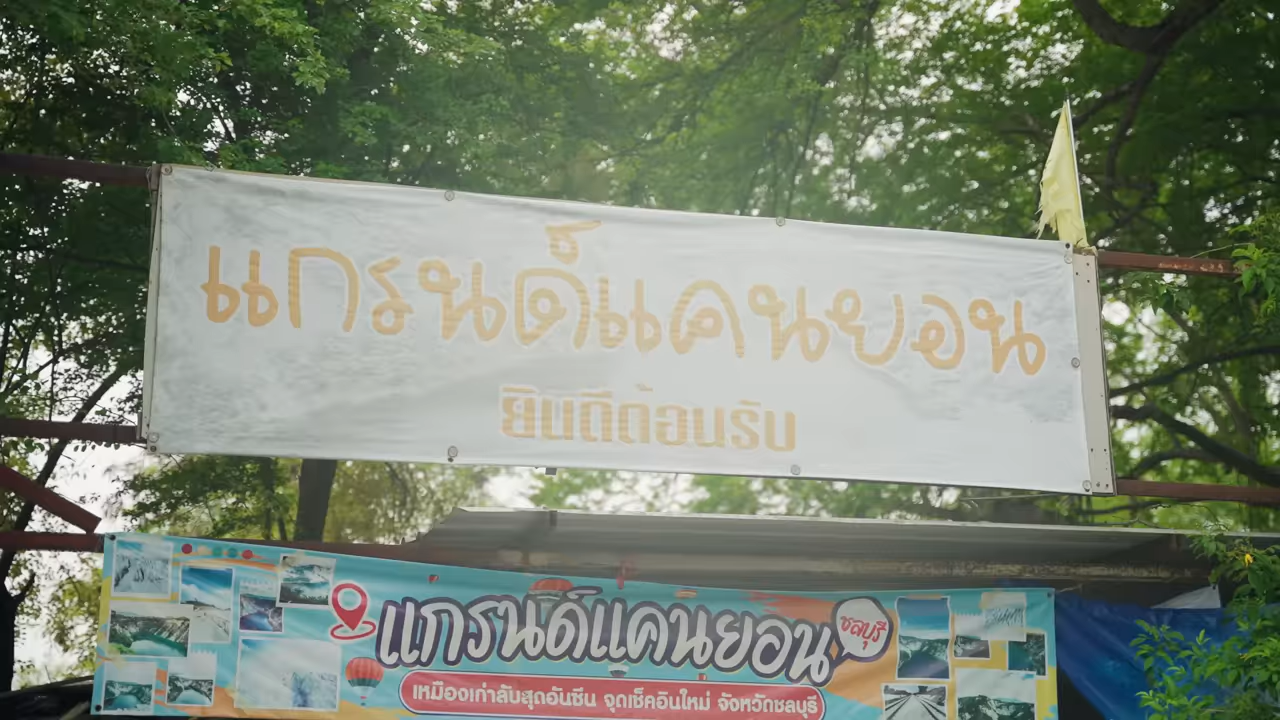 แกรนด์แคนยอน
ยินดีต้อนรับ
แกรนด์แคนยอน
ชลบุรี
เหมืองเก่าลับสุดอันซีน จุดเช็คอินใหม่ จังหวัดชลบุรี